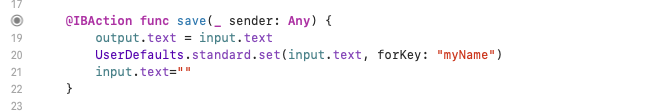 17
@IBAction func save(_ sender: Any) {
19 output.text = input.text
20 UserDefaults.standard.set(input.text, forKey: "myName")
21 input.text=""
22 }
23